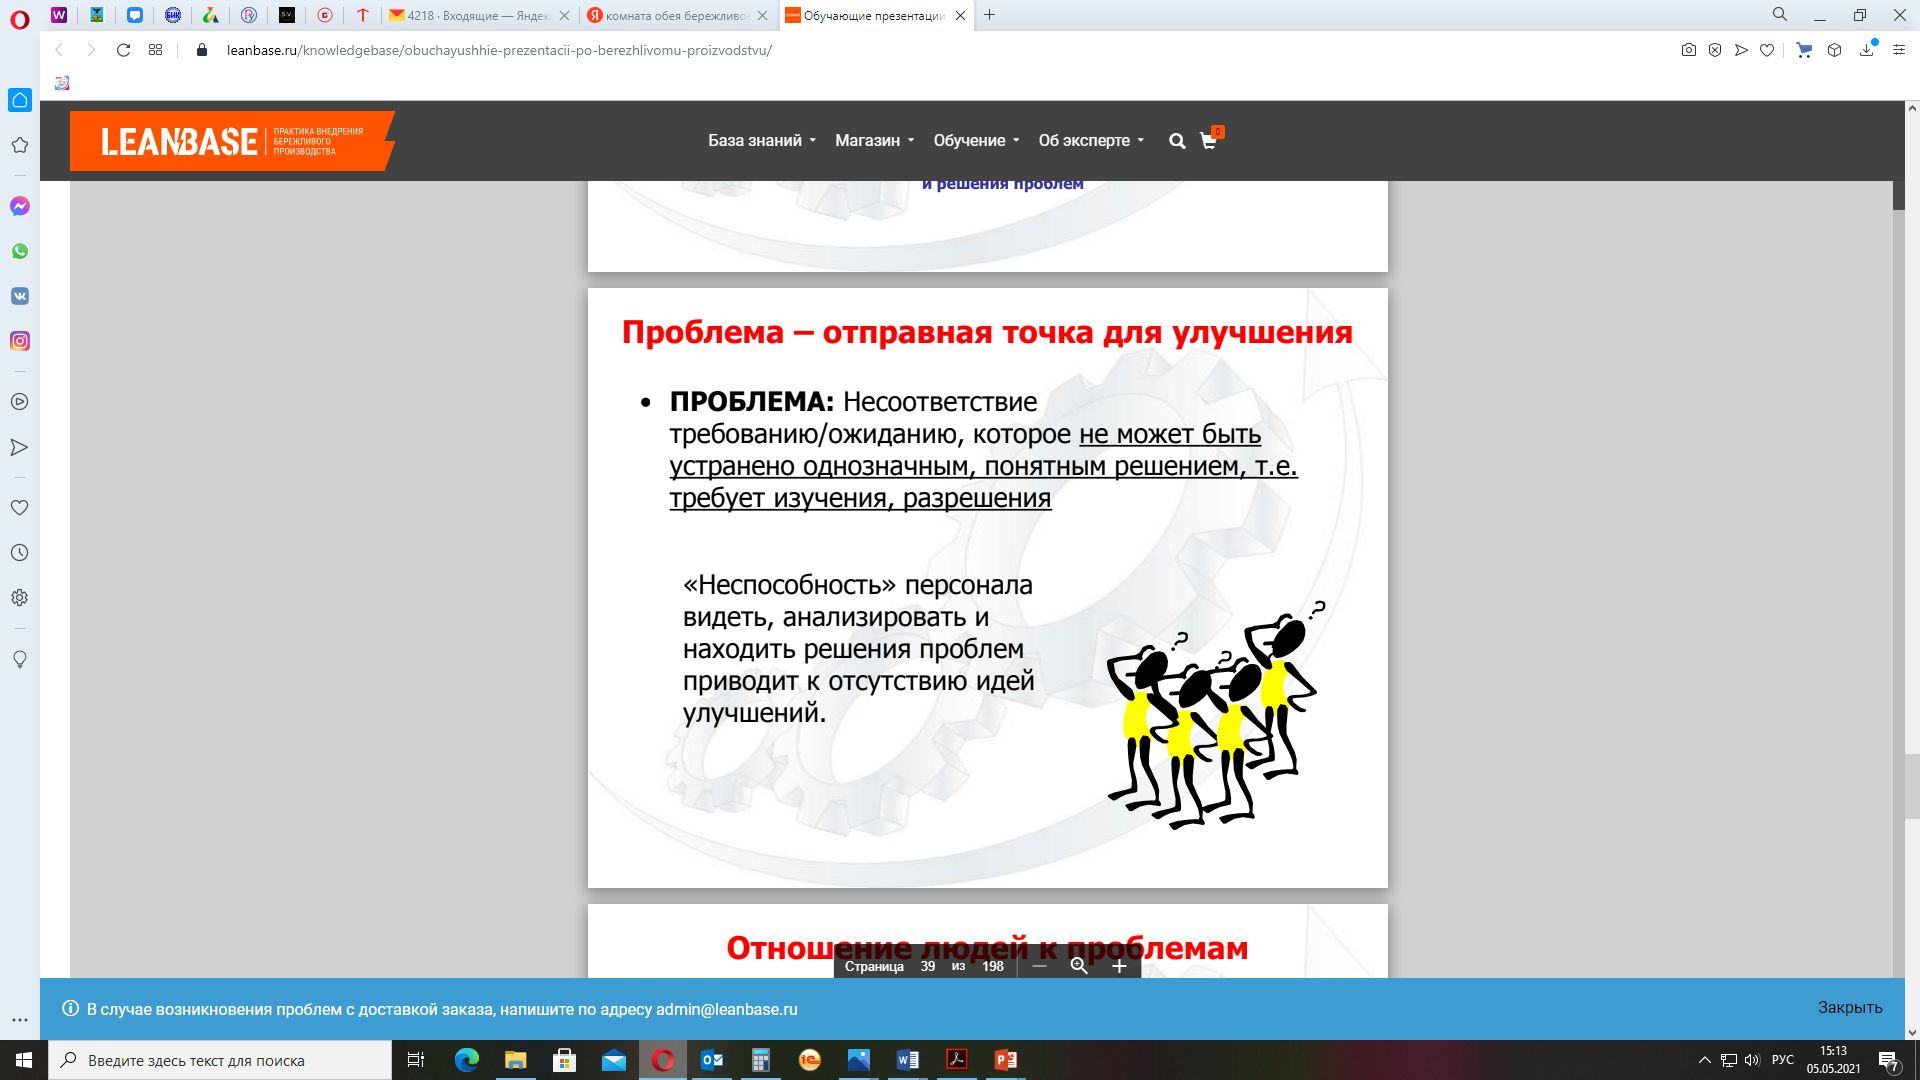 4218 · Входящие — Яндекс
комната обея бережливое
Обучающие презентации
leanbase.ru/knowledgebase/obuchayushhie-prezentacii-po-berezhlivomu-proizvodstvu/
LEANBASE
ПРАКТИКА ВНЕДРЕНИЯ
БЕРЕЖЛИВОГО
ПРОИЗВОДСТВА
База знаний
Магазин
Обучение
Об эксперте
0
и решения проблем
Проблема – отправная точка для улучшения
• ПРОБЛЕМА: Несоответствие
требованию/ожиданию, которое не может быть
устранено однозначным, понятным решением, т.е.
требует изучения, разрешения
«Неспособность» персонала
видеть, анализировать и
находить решения проблем
приводит к отсутствию идей
улучшений.
? ? ? 
Отношение людей к проблемам
Страница 39 из 198
В случае возникновения проблем с доставкой заказа, напишите по адресу admin@leanbase.ru
Закрыть
Введите здесь текст для поиска
РУС
15:13
05.05.2021
7